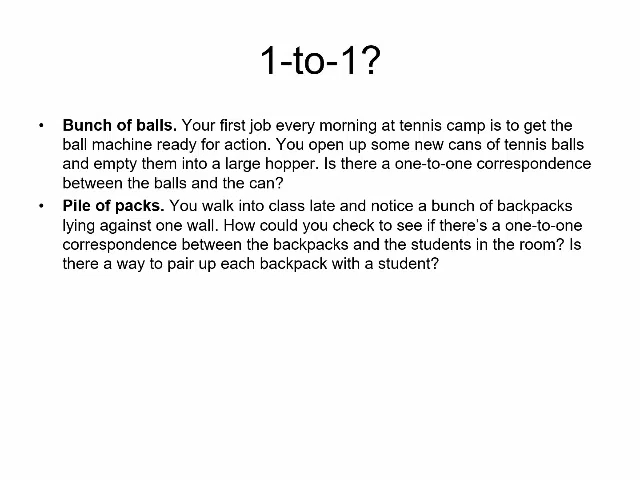 1-to-1?
• Bunch of balls. Your first job every morning at tennis camp is to get the
ball machine ready for action. You open up some new cans of tennis balls
and empty them into a large hopper. Is there a one-to-one correspondence
between the balls and the can?
• Pile of packs. You walk into class late and notice a bunch of backpacks
lying against one wall. How could you check to see if there's a one-to-one
correspondence between the backpacks and the students in the room? Is
there a way to pair up each backpack with a student?